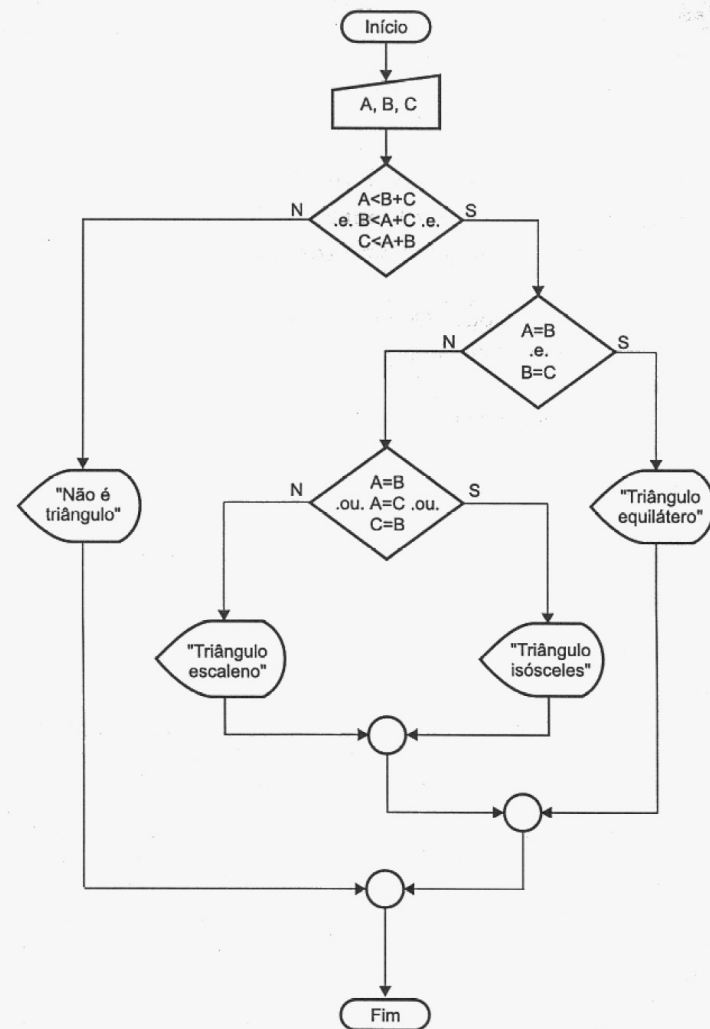 Início
A, B, C
N
A<B+C
.e. B<A+C .e.
C<A+B
S
N
A=B
.e.
B=C
S
"Não é
triângulo"
N
A=B
.ou. A=C .ou.
C=B
S
"Triângulo
equilátero"
"Triângulo
escaleno"
"Triângulo
isósceles"
Fim